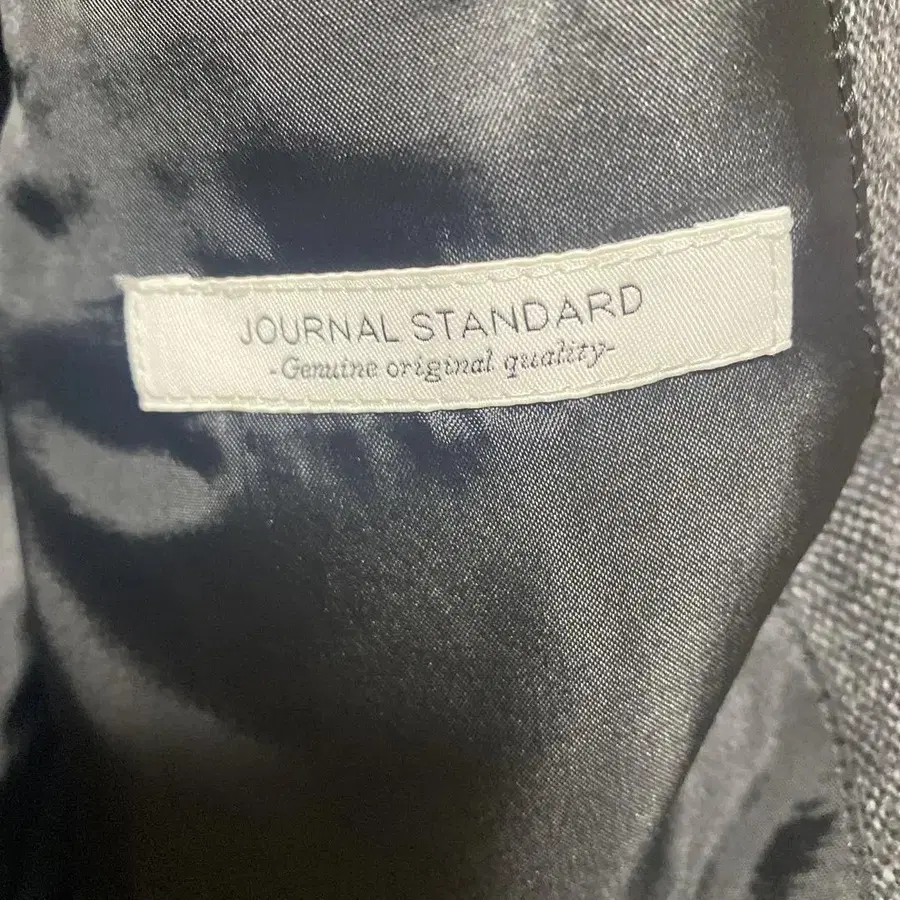 JOURNAL STANDARD
-Genuine original quality-